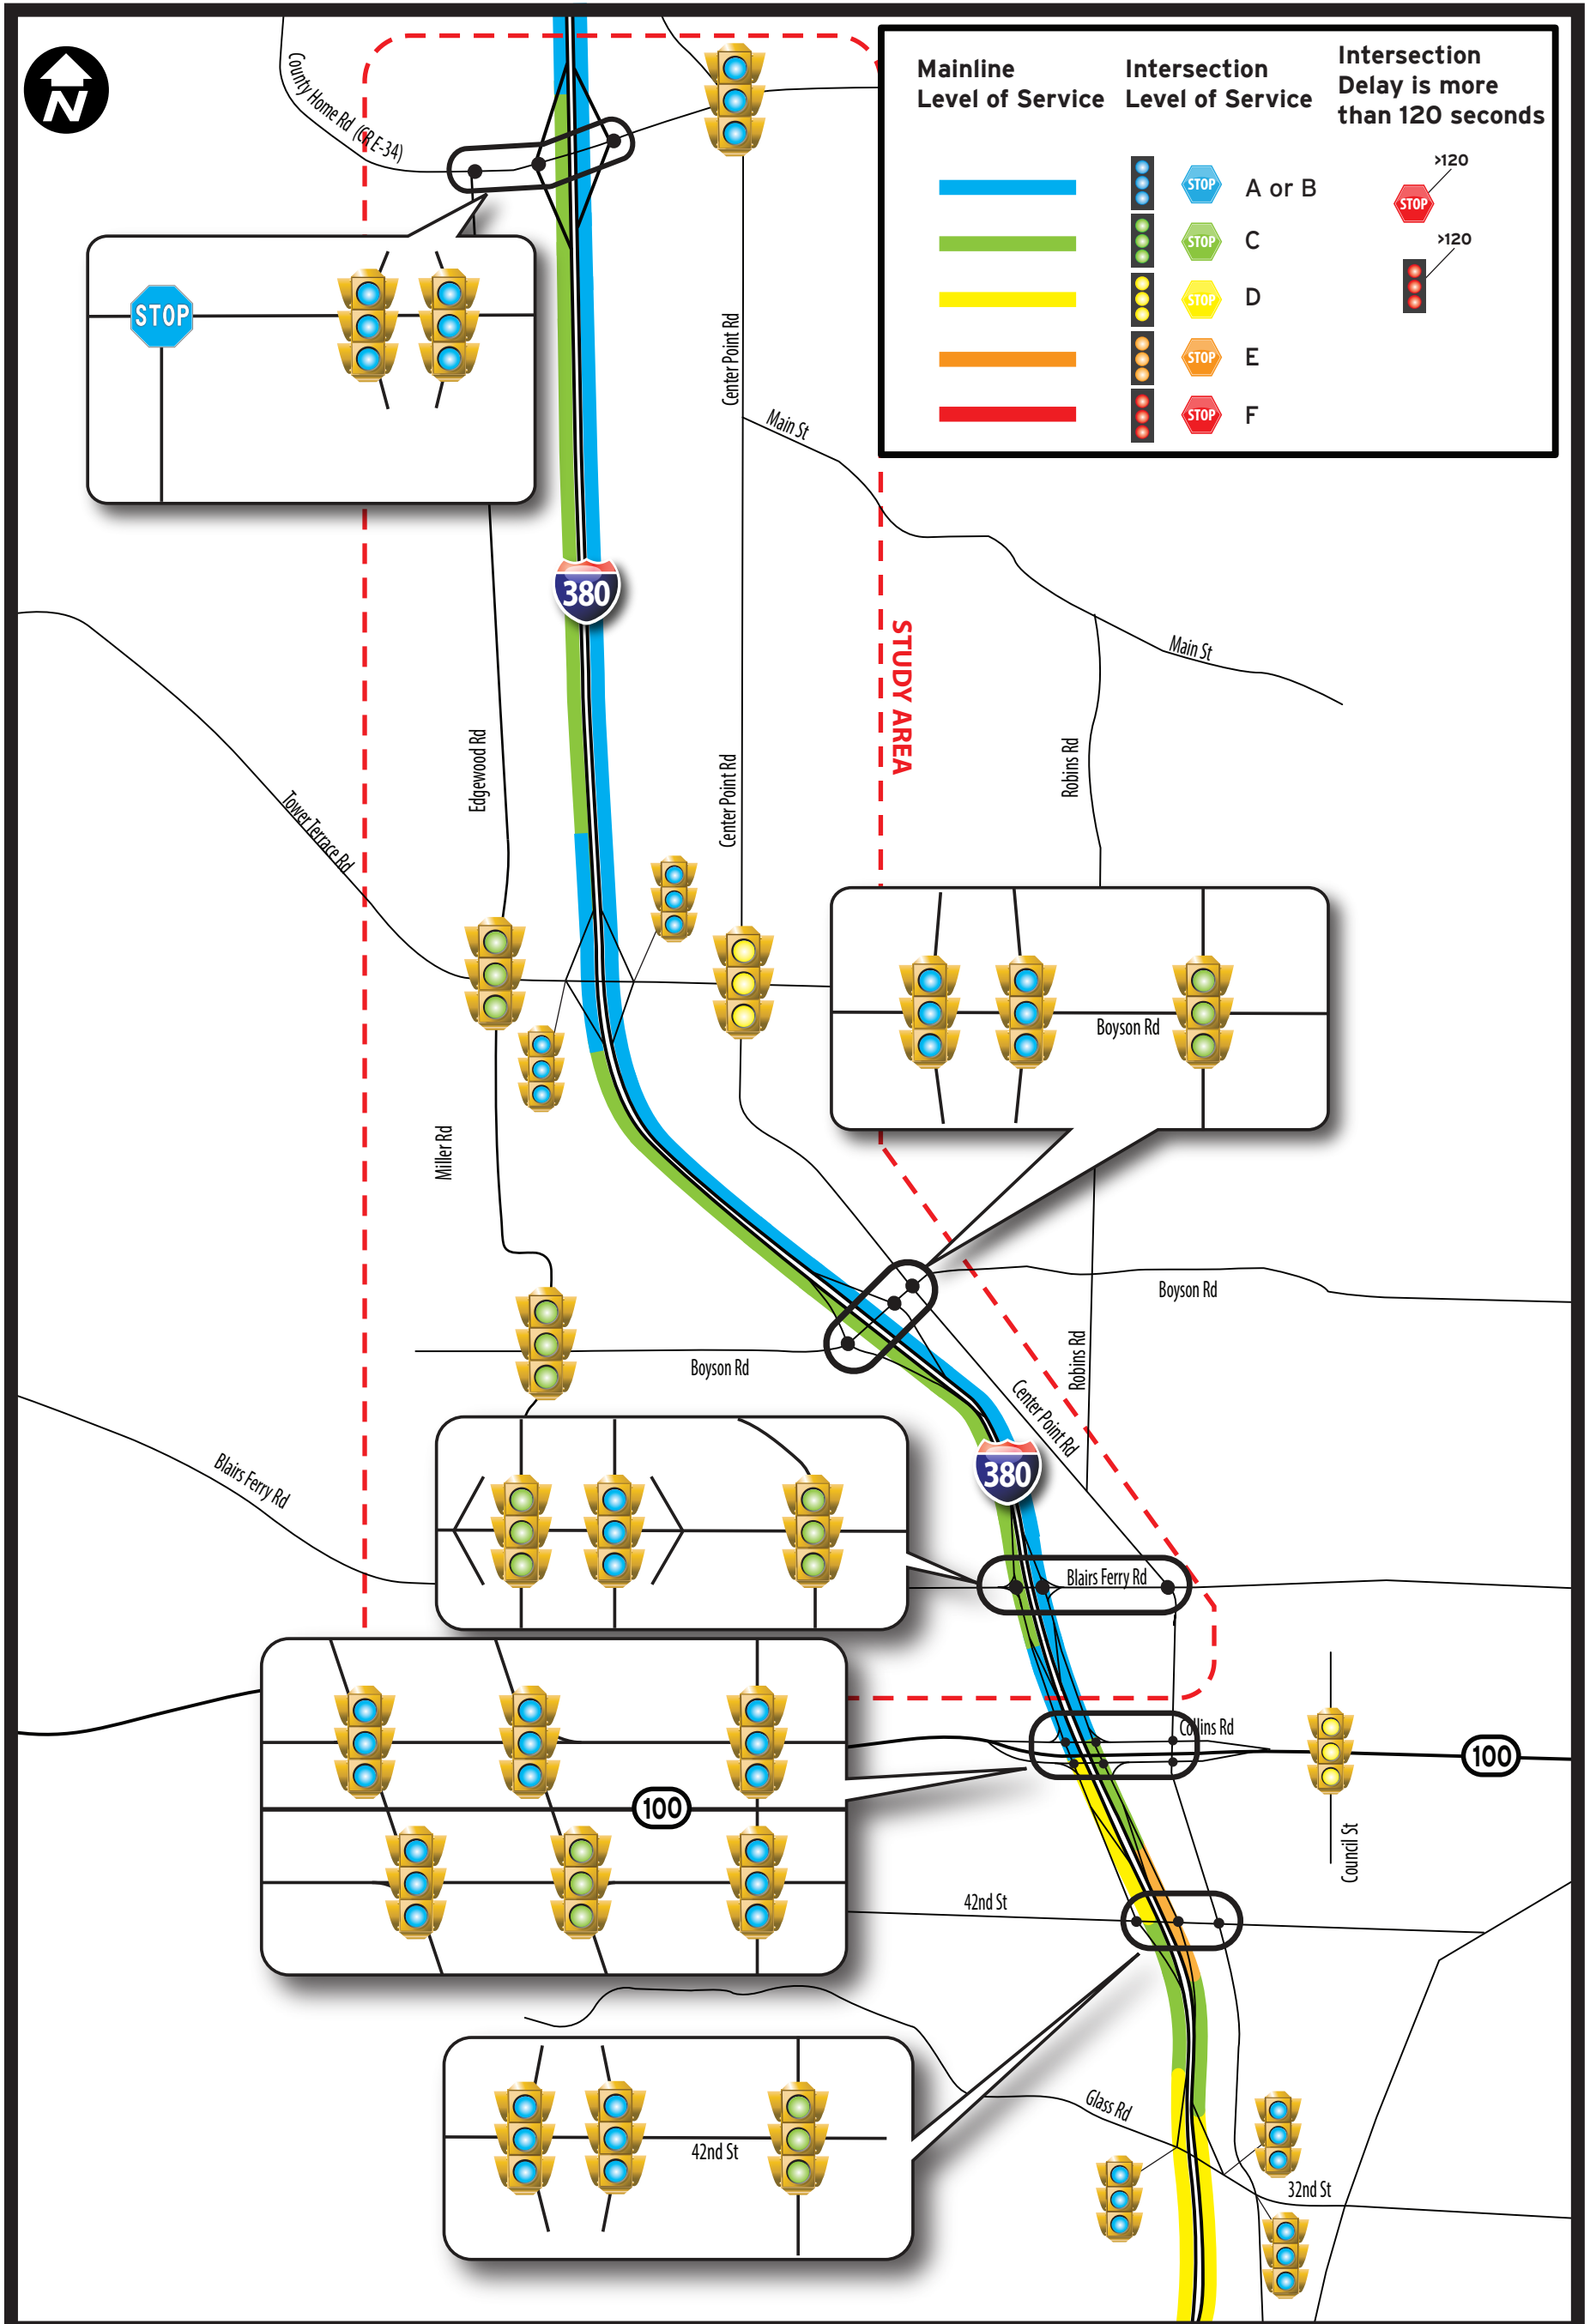 N
County Home Rd (CR E-34)
Mainline
Level of Service
Intersection
Level of Service
Intersection
Delay is more
than 120 seconds
STOP
A or B
STOP
C
STOP
D
STOP
E
STOP
F
>120
STOP
>120
STOP
Center Point Rd
Main St
380
STUDY AREA
Main St
Edgewood Rd
Center Point Rd
Robins Rd
Tower Terrace Rd
Boyson Rd
Miller Rd
Boyson Rd
Boyson Rd
Robins Rd
Center Point Rd
Blairs Ferry Rd
380
Blairs Ferry Rd
Collins Rd
100
100
Council St
42nd St
Glass Rd
42nd St
32nd St